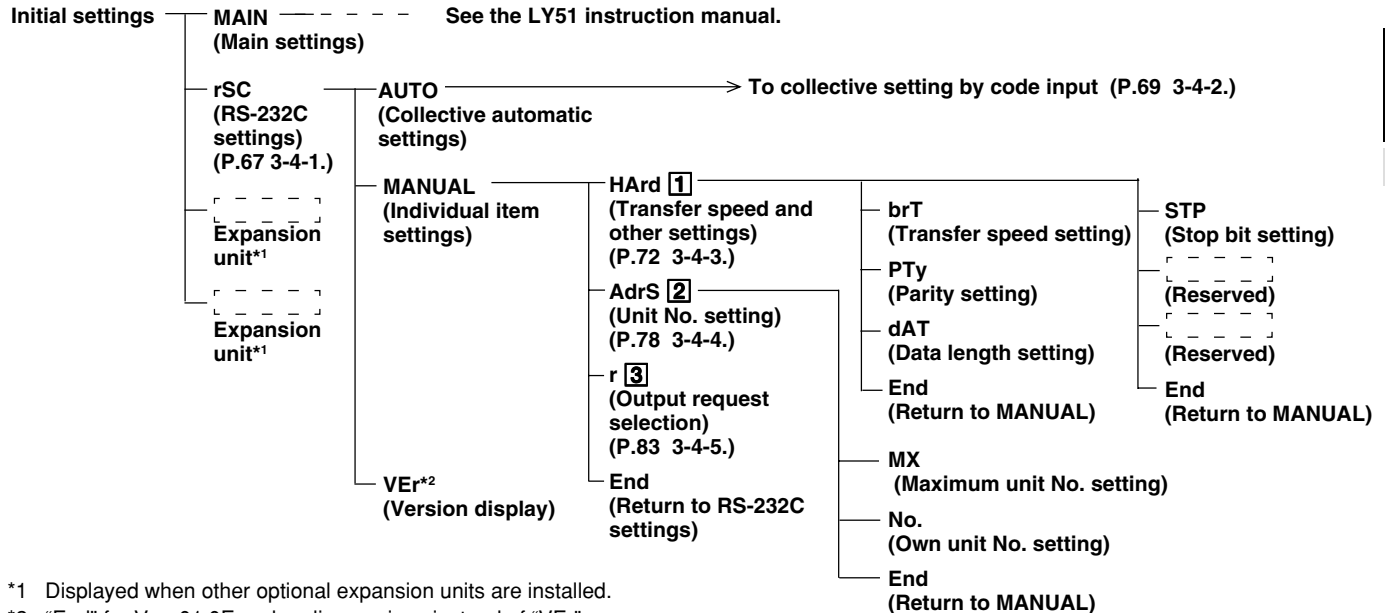 Initial settings
MAIN
(Main settings)
See the LY51 instruction manual.
rSC
(RS-232C
settings)
(P.67 3-4-1.)
Expansion
unit*1
Expansion
unit*1
AUTO
(Collective automatic
settings)
To collective setting by code input (P.69 3-4-2.)
MANUAL
(Individual item
settings)
VEr*2
(Version display)
HArd 1
(Transfer speed and
other settings)
(P.72 3-4-3.)
AdrS 2
(Unit No. setting)
(P.78 3-4-4.)
r 3
(Output request
selection)
(P.83 3-4-5.)
End
(Return to RS-232C
settings)
brT
(Transfer speed setting)
PTy
(Parity setting)
dAT
(Data length setting)
End
(Return to MANUAL)
STP
(Stop bit setting)
(Reserved)
(Reserved)
End
(Return to MANUAL)
MX
(Maximum unit No. setting)
No.
(Own unit No. setting)
End
(Return to MANUAL)
*1 Displayed when other optional expansion units are installed.